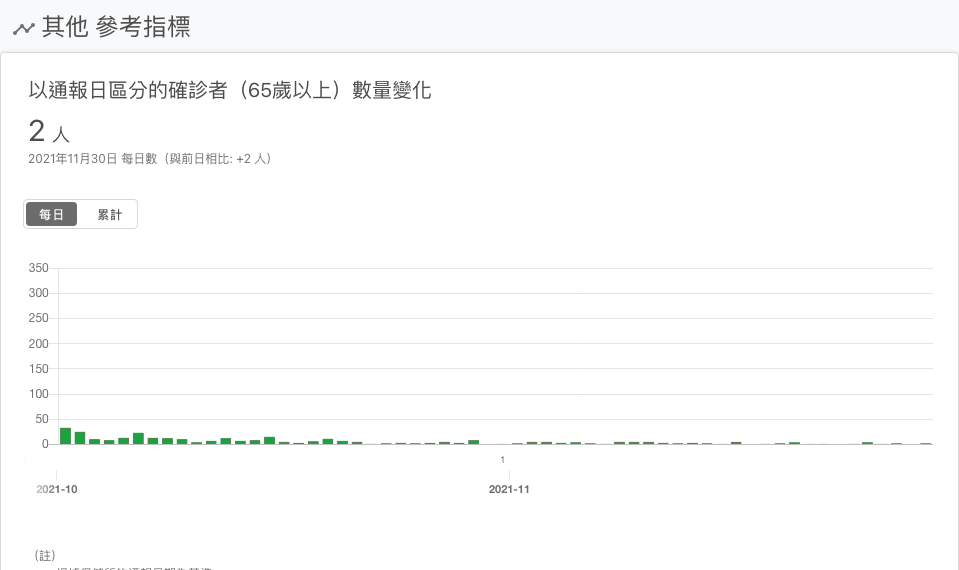 其他 參考指標
以通報日區分的確診者（65歲以上）數量變化
2 人
2021年11月30日 每日數（與前日相比: +2 人）
每日 累計
350
300
250
200
150
100
50
0
1
2021-10 2021-11
（註）